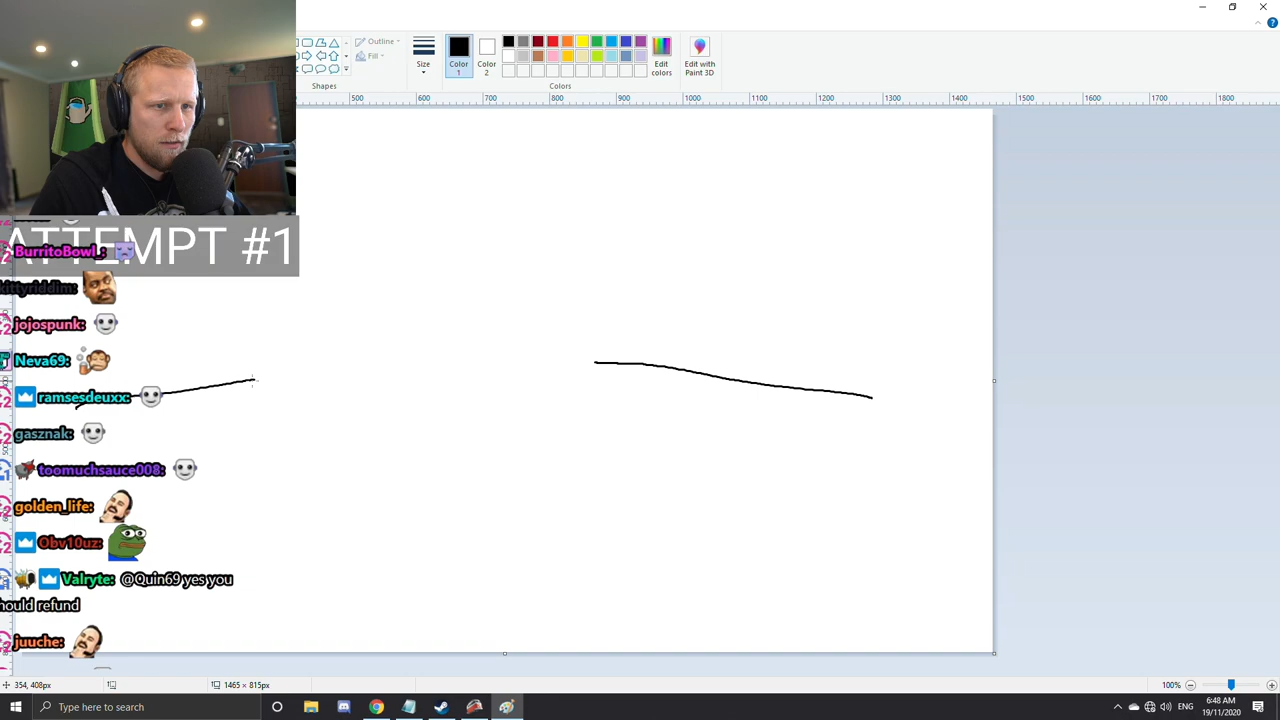 Outline
Fill
Shapes
Size
Color 1
Color 2
Edit colors
Edit with Paint 3D
Colors
500 600 700 800 900 1000 1100 1200 1300 1400 1500 1600 1700 1800
ATTEMPT #1
BurritoBowl_:
kittyriddim:
jojospunk:
Neva69:
ramsesdeuxx:
gasznak:
toomuchsauce008:
golden_life:
Obv10uz:
Valryte: @Quin69 yes you
hould refund
juuche:
354, 408px
1465 × 815px
100%
Type here to search
ENG
6:48 AM
19/11/2020